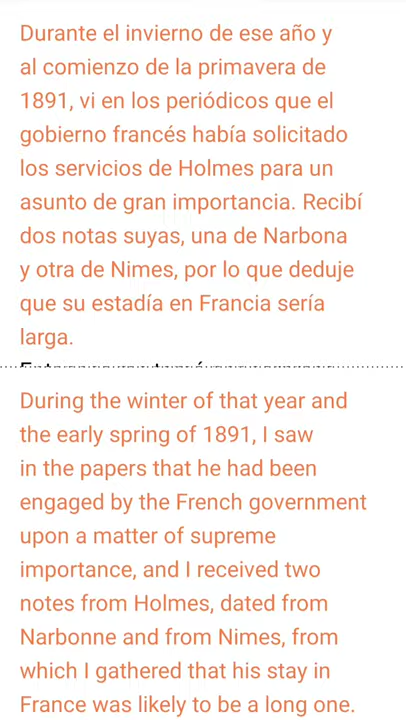 Durante el invierno de ese año y
al comienzo de la primavera de
1891, vi en los periódicos que el
gobierno francés había solicitado
los servicios de Holmes para un
asunto de gran importancia. Recibí
dos notas suyas, una de Narbona
y otra de Nimes, por lo que deduje
que su estadía en Francia sería
larga.
During the winter of that year and
the early spring of 1891, I saw
in the papers that he had been
engaged by the French government
upon a matter of supreme
importance, and I received two
notes from Holmes, dated from
Narbonne and from Nimes, from
which I gathered that his stay in
France was likely to be a long one.